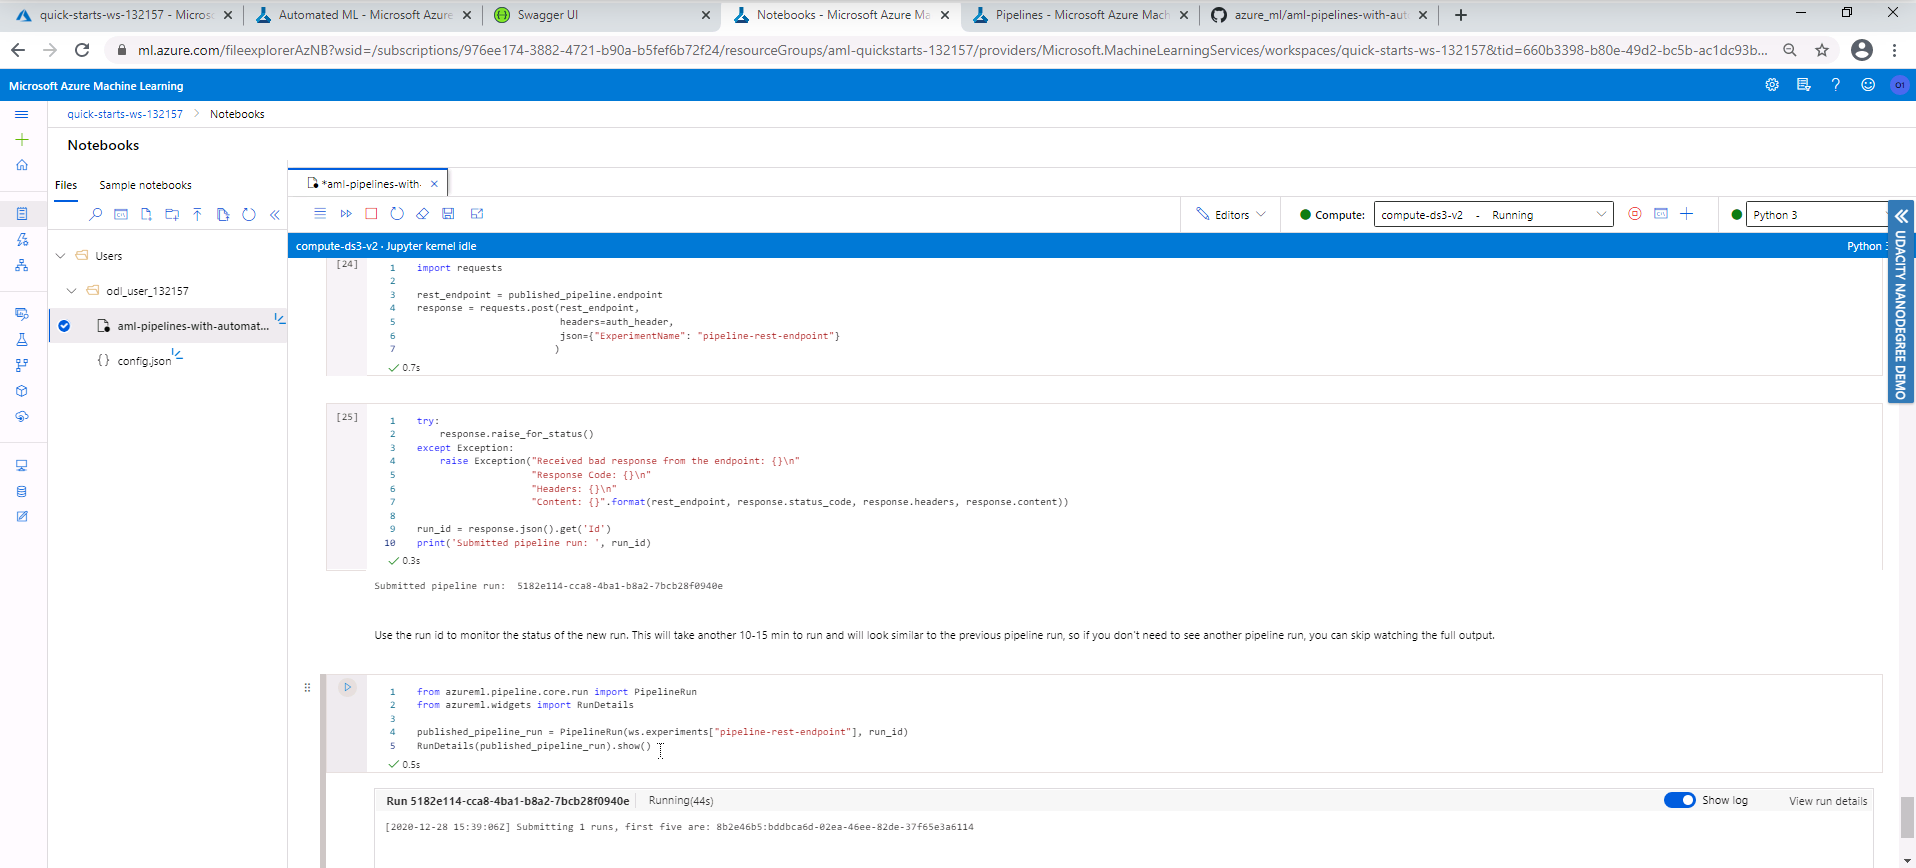 quick-starts-ws-132157 - Micros
Automated ML - Microsoft Azure
Swagger UI
Notebooks - Microsoft Azure Ma
Pipelines - Microsoft Azure Mach
azure_ml/aml-pipelines-with-aut
ml.azure.com/fileexplorerAzNB?wsid=/subscriptions/976ee174-3882-4721-b90a-b5fef6b72f24/resourceGroups/aml-quickstarts-132157/providers/Microsoft.MachineLearningServices/workspaces/quick-starts-ws-132157&tid=660b3398-b80e-49d2-bc5b-ac1dc93b...
Microsoft Azure Machine Learning
quick-starts-ws-132157 > Notebooks
Notebooks
Files
Sample notebooks
*aml-pipelines-with-
Editors
Compute:
compute-ds3-v2 - Running
Python 3
compute-ds3-v2 · Jupyter kernel idle
Python 3
Users
odl_user_132157
aml-pipelines-with-automat...
{} config.json
UDACITY NANODEGREE DEMO
[24]
1 import requests
2
3 rest_endpoint = published_pipeline.endpoint
4 response = requests.post(rest_endpoint,
5 headers=auth_header,
6 json={"ExperimentName": "pipeline-rest-endpoint"}
7 )
0.7s
[25]
1 try:
2 response.raise_for_status()
3 except Exception:
4 raise Exception("Received bad response from the endpoint: {}\n"
5 "Response Code: {}\n"
6 "Headers: {}\n"
7 "Content: {}".format(rest_endpoint, response.status_code, response.headers, response.content))
8
9 run_id = response.json().get('Id')
10 print('Submitted pipeline run: ', run_id)
0.3s
Submitted pipeline run:  5182e114-cca8-4ba1-b8a2-7bcb28f0940e
Use the run id to monitor the status of the new run. This will take another 10-15 min to run and will look similar to the previous pipeline run, so if you don't need to see another pipeline run, you can skip watching the full output.
1 from azureml.pipeline.core.run import PipelineRun
2 from azureml.widgets import RunDetails
3
4 published_pipeline_run = PipelineRun(ws.experiments["pipeline-rest-endpoint"], run_id)
5 RunDetails(published_pipeline_run).show()
0.5s
Run 5182e114-cca8-4ba1-b8a2-7bcb28f0940e
Running(44s)
Show log
View run details
[2020-12-28 15:39:06Z] Submitting 1 runs, first five are: 8b2e46b5:bddbca6d-02ea-46ee-82de-37f65e3a6114